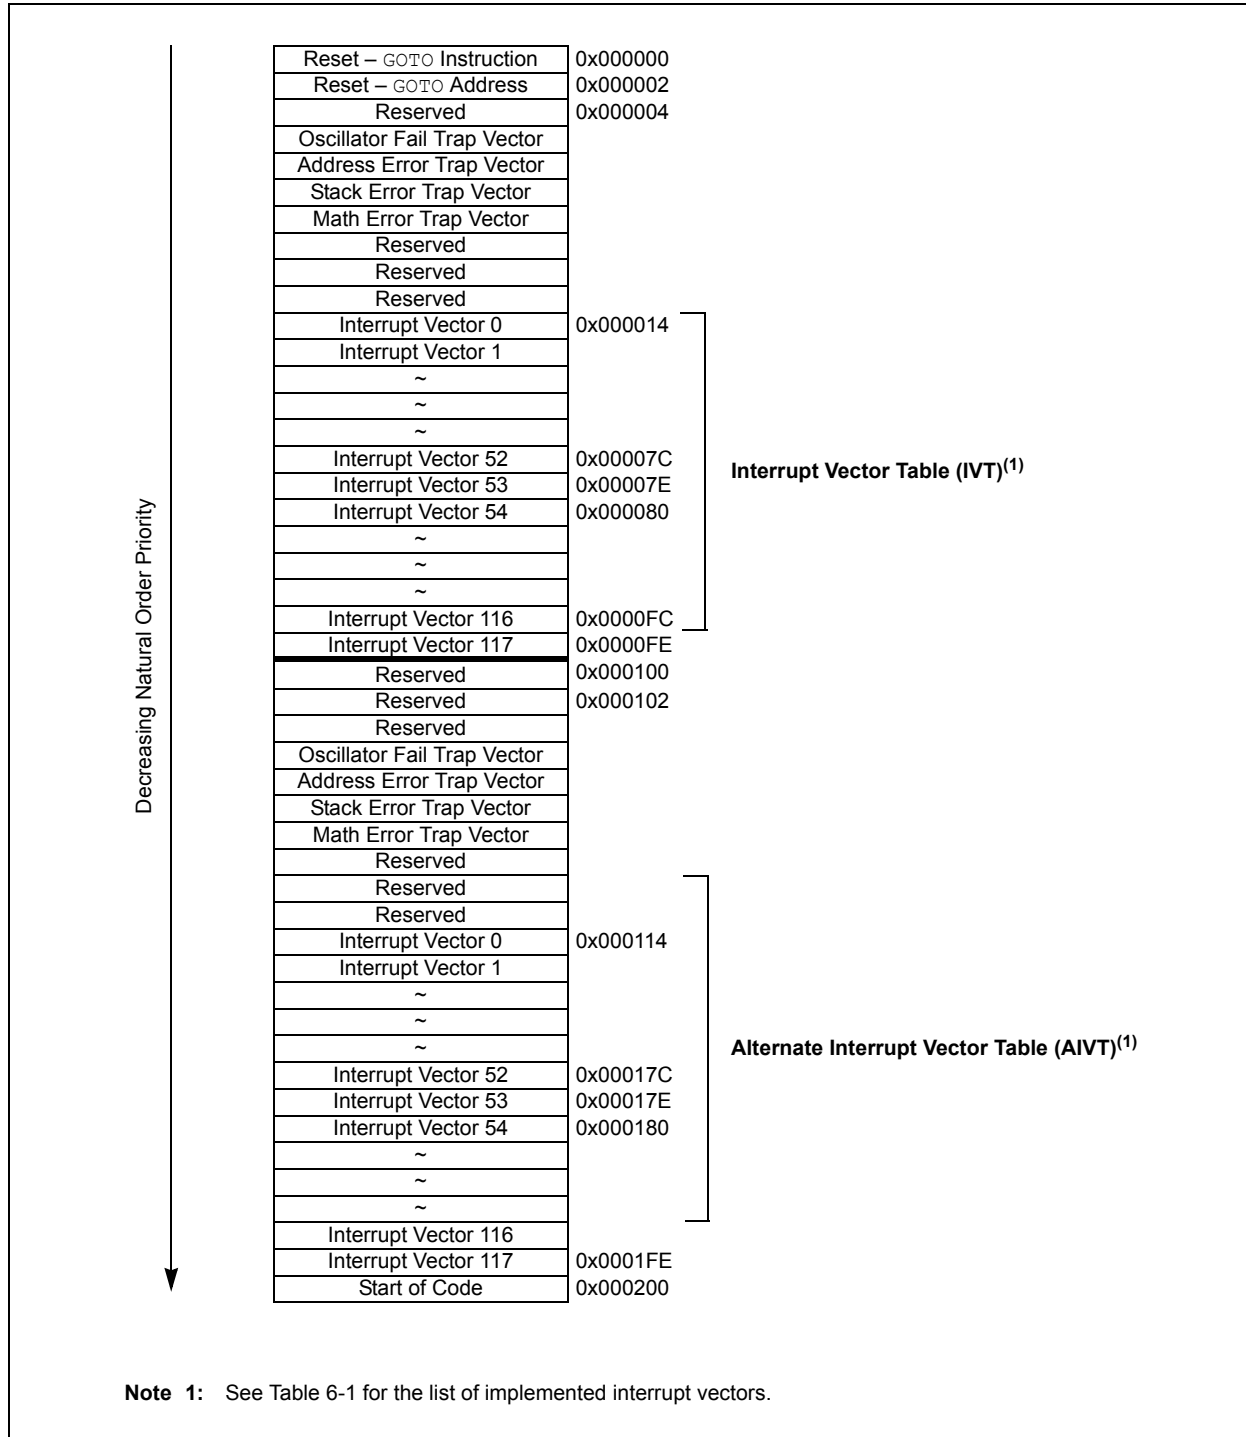 Reset – GOTO Instruction 0x000000
Reset – GOTO Address 0x000002
Reserved 0x000004
Oscillator Fail Trap Vector
Address Error Trap Vector
Stack Error Trap Vector
Math Error Trap Vector
Reserved
Reserved
Reserved
Interrupt Vector 0 0x000014
Interrupt Vector 1
~
~
~
Interrupt Vector 52 0x00007C
Interrupt Vector Table (IVT)(1)
Interrupt Vector 53 0x00007E
Interrupt Vector 54 0x000080
~
~
~
Interrupt Vector 116 0x0000FC
Interrupt Vector 117 0x0000FE
Decreasing Natural Order Priority
Reserved 0x000100
Reserved 0x000102
Reserved
Oscillator Fail Trap Vector
Address Error Trap Vector
Stack Error Trap Vector
Math Error Trap Vector
Reserved
Reserved
Reserved
Interrupt Vector 0 0x000114
Interrupt Vector 1
~
~
~
Alternate Interrupt Vector Table (AIVT)(1)
Interrupt Vector 52 0x00017C
Interrupt Vector 53 0x00017E
Interrupt Vector 54 0x000180
~
~
~
Interrupt Vector 116
Interrupt Vector 117 0x0001FE
Start of Code 0x000200
Note 1: See Table 6-1 for the list of implemented interrupt vectors.